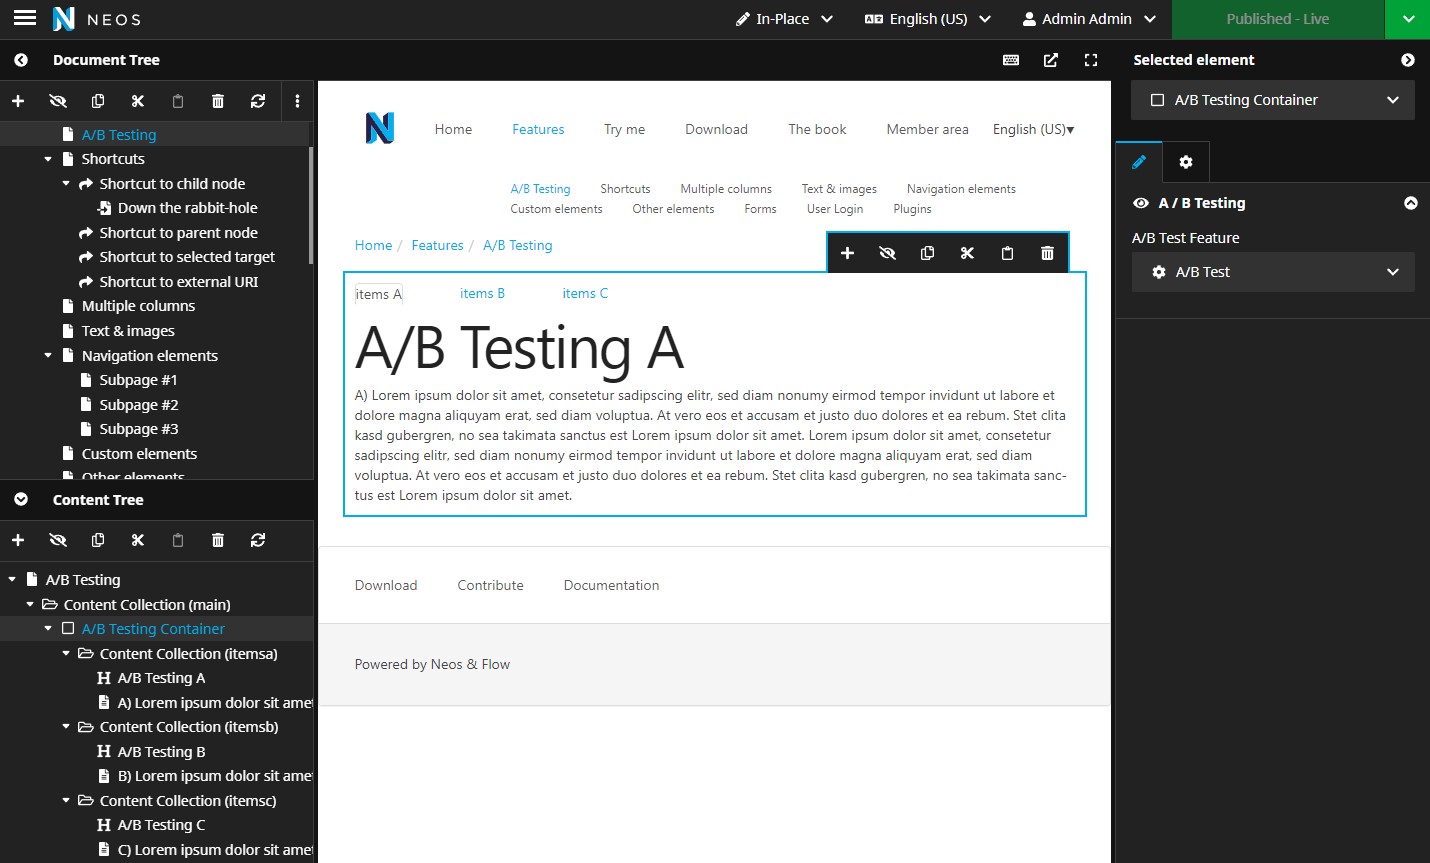 NEOS
In-Place
English (US)
Admin Admin
Published - Live
Document Tree
A/B Testing
Shortcuts
Shortcut to child node
Down the rabbit-hole
Shortcut to parent node
Shortcut to selected target
Shortcut to external URI
Multiple columns
Text & images
Navigation elements
Subpage #1
Subpage #2
Subpage #3
Custom elements
Other elements
Content Tree
A/B Testing
Content Collection (main)
A/B Testing Container
Content Collection (itemsa)
A/B Testing A
A) Lorem ipsum dolor sit amet
Content Collection (itemsb)
A/B Testing B
B) Lorem ipsum dolor sit amet
Content Collection (itemsc)
A/B Testing C
C) Lorem ipsum dolor sit amet
Home Features Try me Download The book Member area English (US)▾
A/B Testing Shortcuts Multiple columns Text & images Navigation elements
Custom elements Other elements Forms User Login Plugins
Home / Features / A/B Testing
items A items B items C
A/B Testing A
A) Lorem ipsum dolor sit amet, consetetur sadipscing elitr, sed diam nonumy eirmod tempor invidunt ut labore et
dolore magna aliquyam erat, sed diam voluptua. At vero eos et accusam et justo duo dolores et ea rebum. Stet clita
kasd gubergren, no sea takimata sanctus est Lorem ipsum dolor sit amet. Lorem ipsum dolor sit amet, consetetur
sadipscing elitr, sed diam nonumy eirmod tempor invidunt ut labore et dolore magna aliquyam erat, sed diam
voluptua. At vero eos et accusam et justo duo dolores et ea rebum. Stet clita kasd gubergren, no sea takimata sanc-
tus est Lorem ipsum dolor sit amet.
Download Contribute Documentation
Powered by Neos & Flow
Selected element
A/B Testing Container
A / B Testing
A/B Test Feature
A/B Test